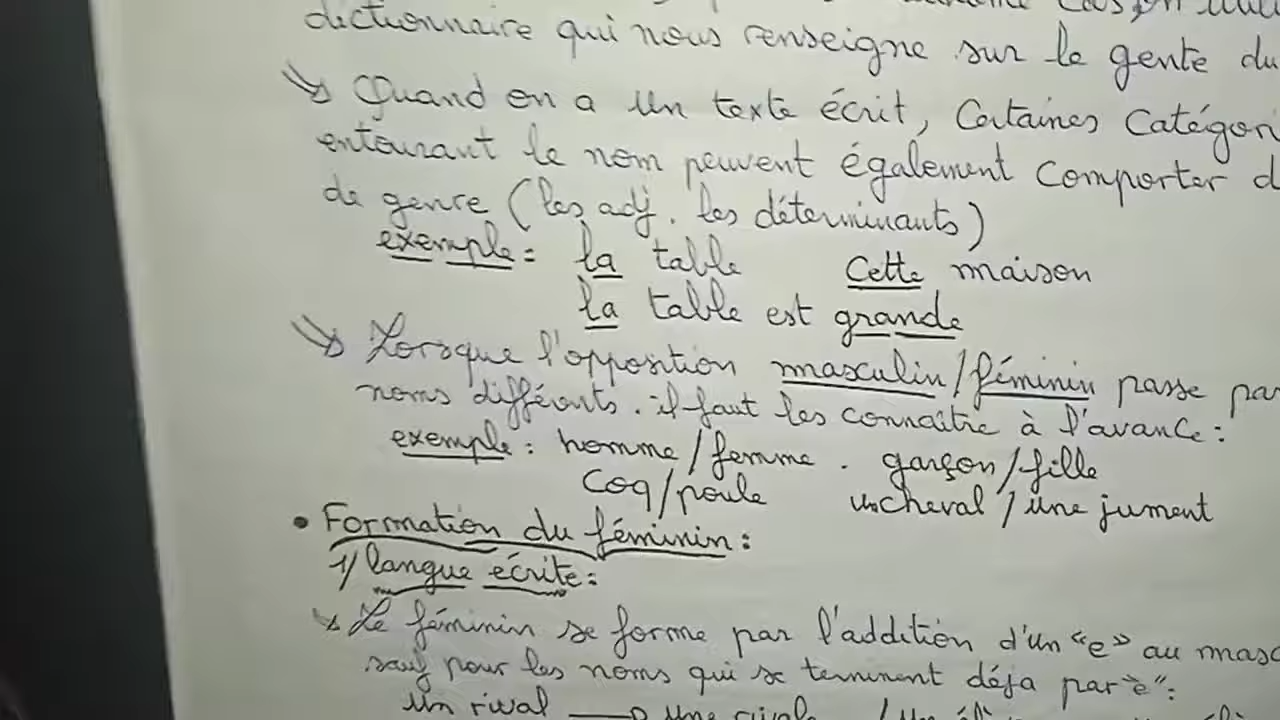 dictionnaire qui nous renseigne sur le gente du
Quand on a un texte écrit, Certaines Catégori
entourant le nom peuvent également Comporter d
de genre (les adj. les déterminants)
exemple: la table Cette maison
la table est grande
Lorsque l'opposition masculin/féminin passe par
noms différents. il faut les connaître à l'avance:
exemple: homme/femme. garçon/fille
Coq/poule un cheval / une jument
• Formation du féminin:
1/ langue écrite:
Le féminin se forme par l'addition d'un "e" au masc
sauf pour les noms qui se terminent déja par "e":
Un rival une rivale